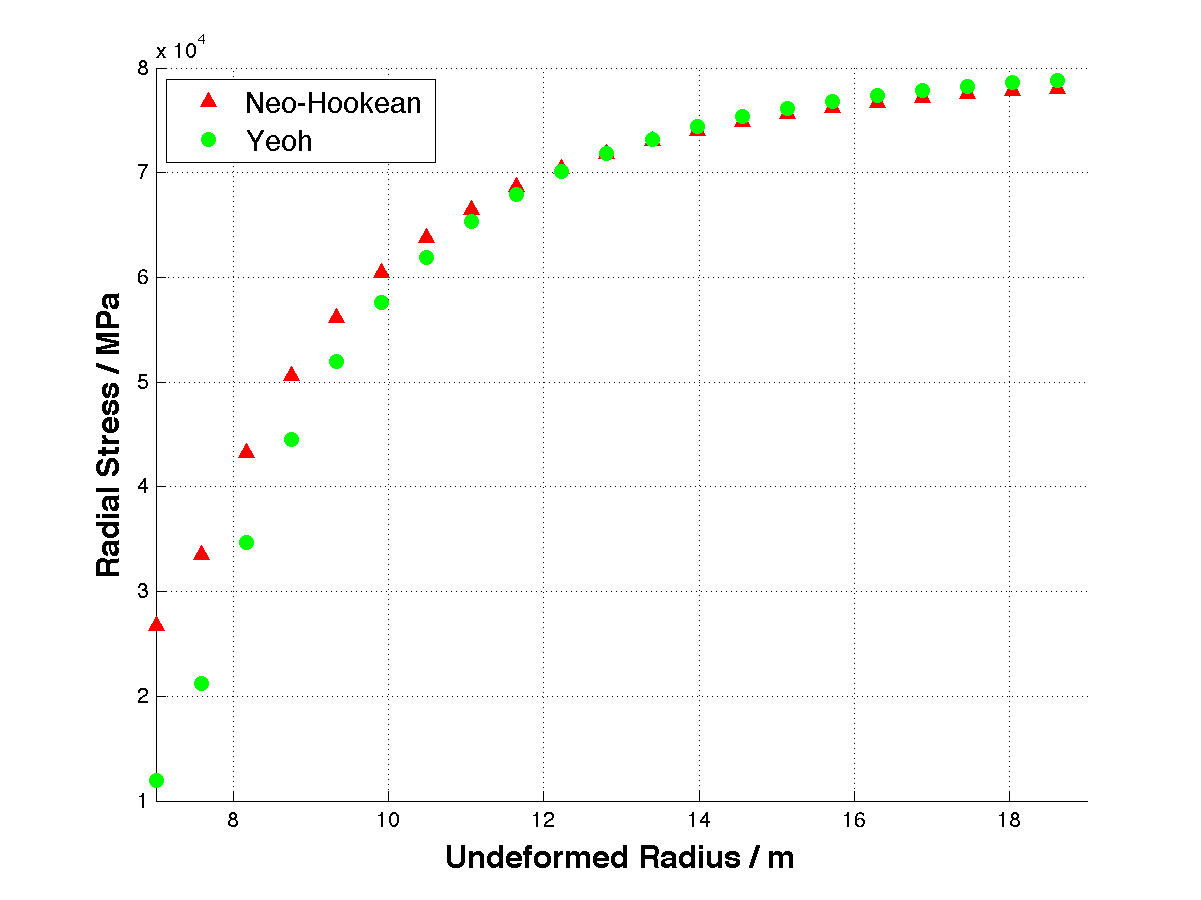 x 10^4
8
7
6
5
4
3
2
1
Neo-Hookean
Yeoh
Radial Stress / MPa
8 10 12 14 16 18
Undeformed Radius / m